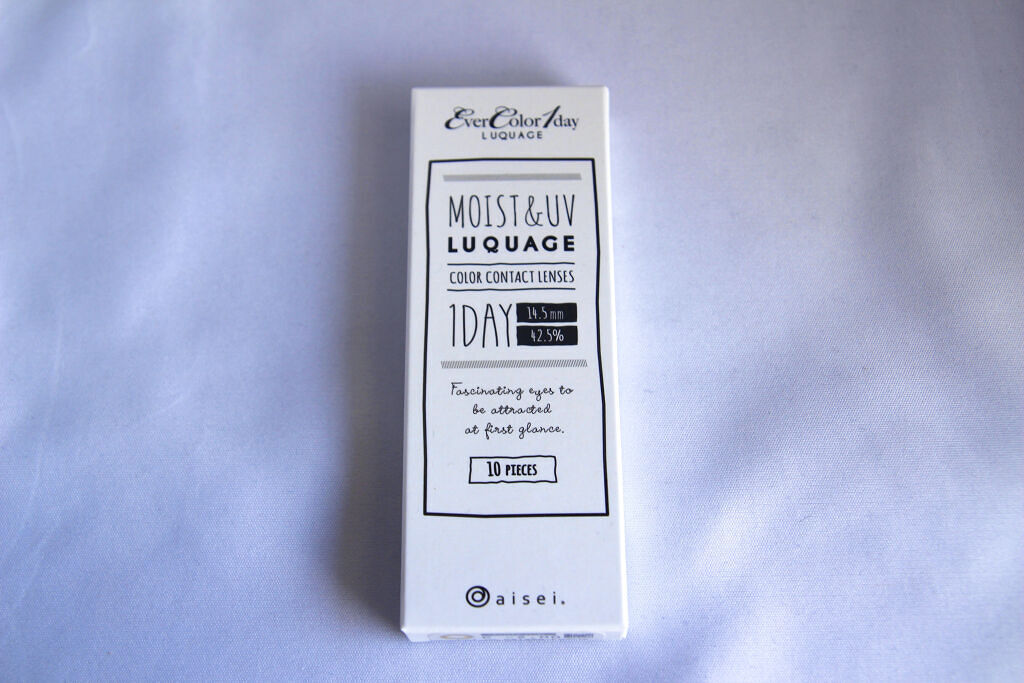 EverColor1day
LUQUAGE
MOIST&UV
LUQUAGE
COLOR CONTACT LENSES
1DAY
14.5mm
42.5%
Fascinating eyes to
be attracted
at first glance.
10 PIECES
aisei.